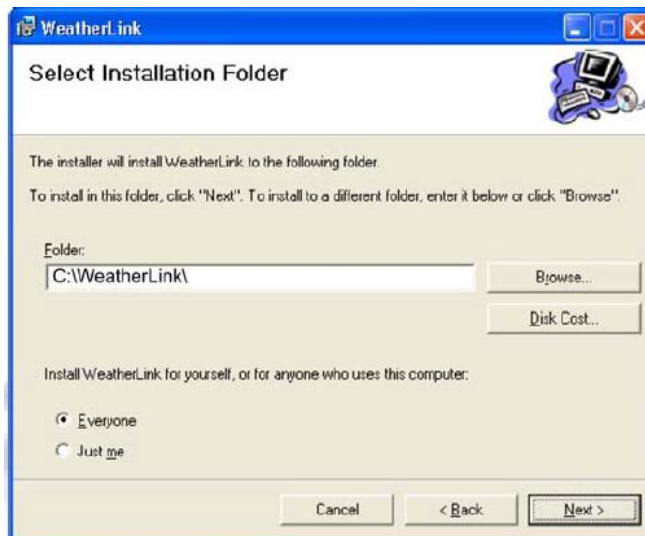 WeatherLink
Select Installation Folder
The installer will install WeatherLink to the following folder.
To install in this folder, click "Next". To install to a different folder, enter it below or click "Browse".
Folder:
C:\WeatherLink\
Browse...
Disk Cost...
Install WeatherLink for yourself, or for anyone who uses this computer:
Everyone
Just me
Cancel
< Back
Next >